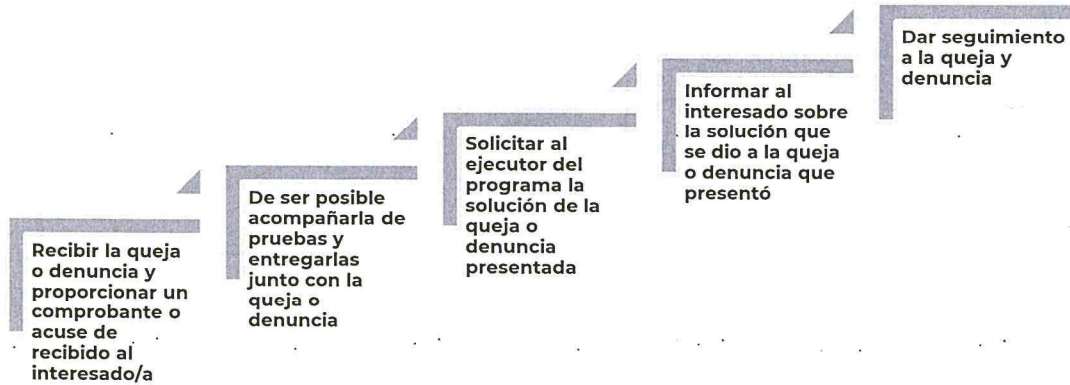 Recibir la queja
o denuncia y
proporcionar un
comprobante o
acuse de
recibido al
interesado/a
De ser posible
acompañarla de
pruebas y
entregarlas
junto con la
queja o
denuncia
Solicitar al
ejecutor del
programa la
solución de la
queja o
denuncia
presentada
Informar al
interesado sobre
la solución que
se dio a la queja
o denuncia que
presentó
Dar seguimiento
a la queja y
denuncia